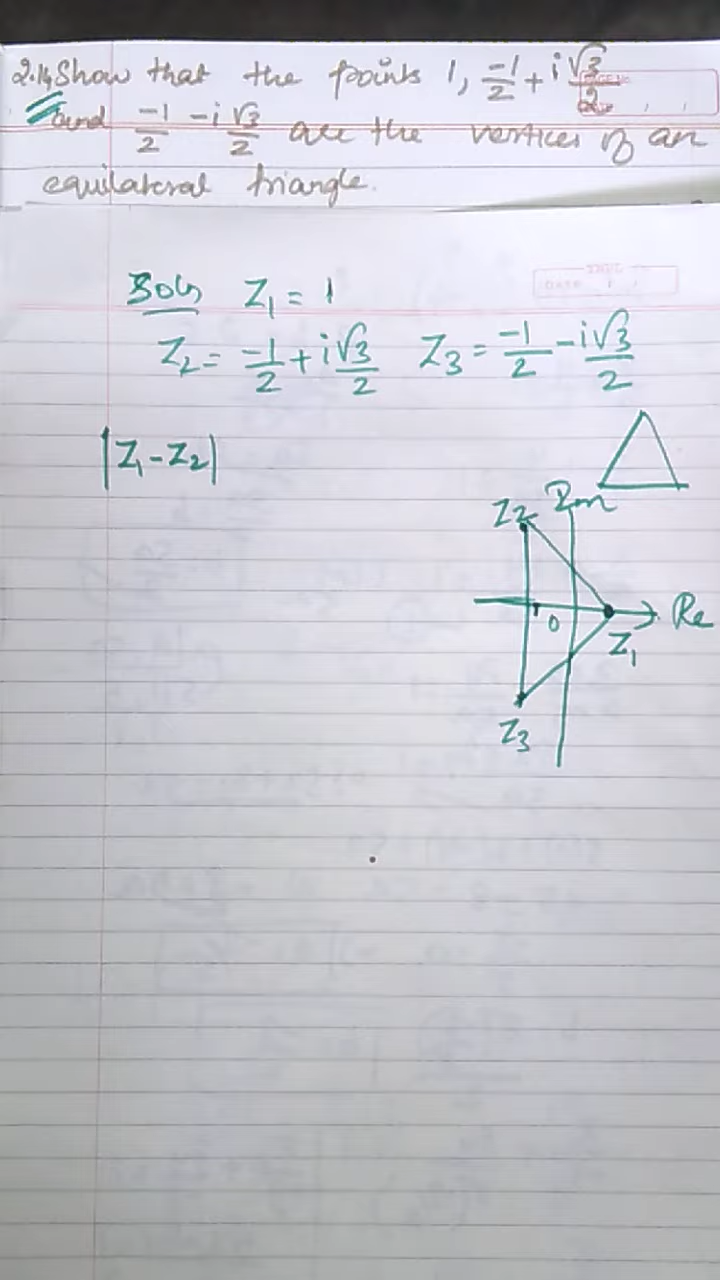 2.14 Show that the points 1, -1/2 + i √3/2
and -1/2 - i √3/2 are the vertices of an
equilateral triangle.
Soln Z₁ = 1
Z₂ = -1/2 + i√3/2 Z₃ = -1/2 - i√3/2
|Z₁ - Z₂|
Z₂ Im
0 Re
Z₁
Z₃